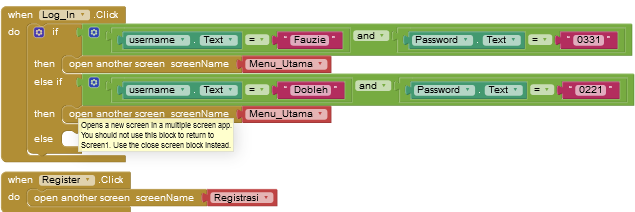 when Log_In .Click
do if username . Text = " Fauzie " and Password . Text = " 0331 "
then open another screen screenName Menu_Utama
else if username . Text = " Dobleh " and Password . Text = " 0221 "
then open another screen screenName Menu_Utama
Opens a new screen in a multiple screen app.
You should not use this block to return to
Screen1. Use the close screen block instead.
else
when Register .Click
do open another screen screenName Registrasi